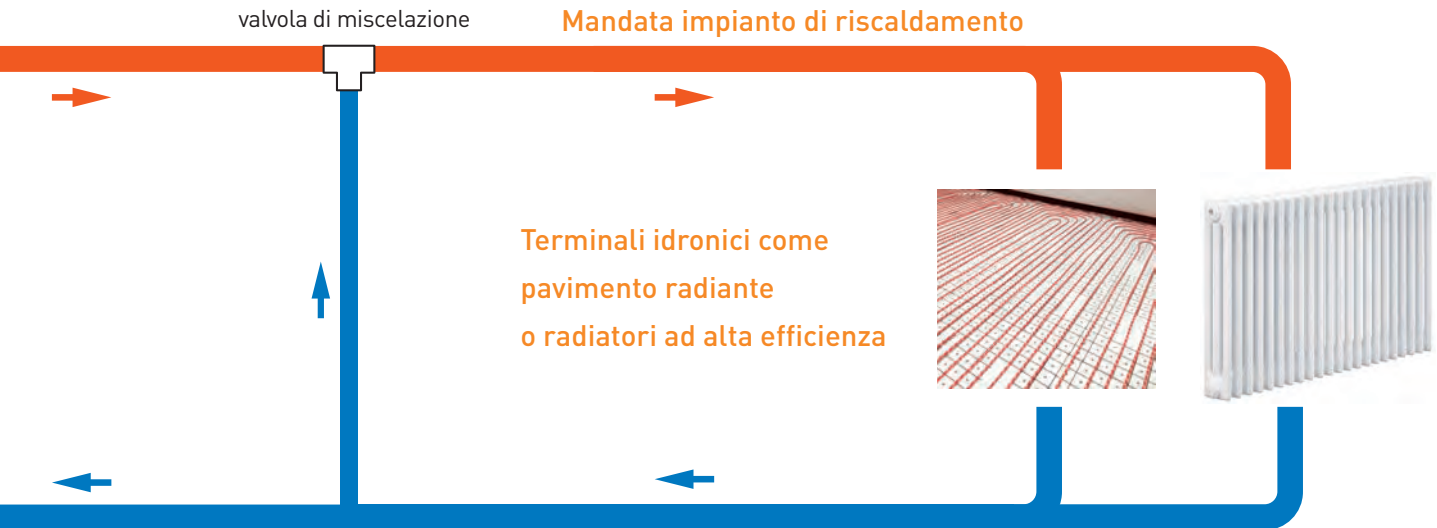 valvola di miscelazione
Mandata impianto di riscaldamento
Terminali idronici come
pavimento radiante
o radiatori ad alta efficienza